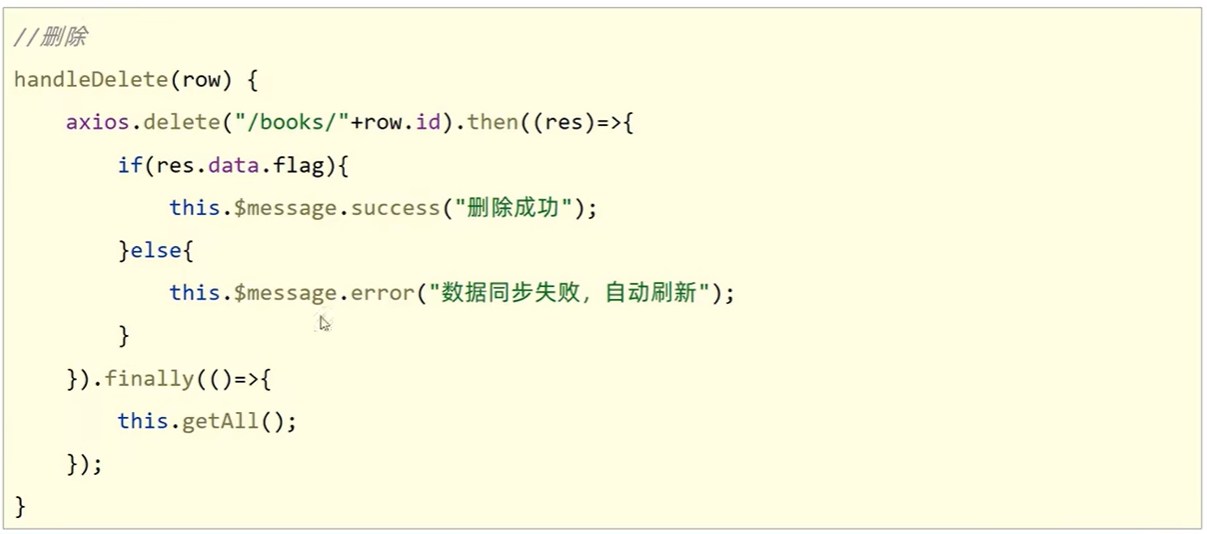 //删除
handleDelete(row) {
    axios.delete("/books/"+row.id).then((res)=>{
        if(res.data.flag){
            this.$message.success("删除成功");
        }else{
            this.$message.error("数据同步失败，自动刷新");
        }
    }).finally(()=>{
        this.getAll();
    });
}